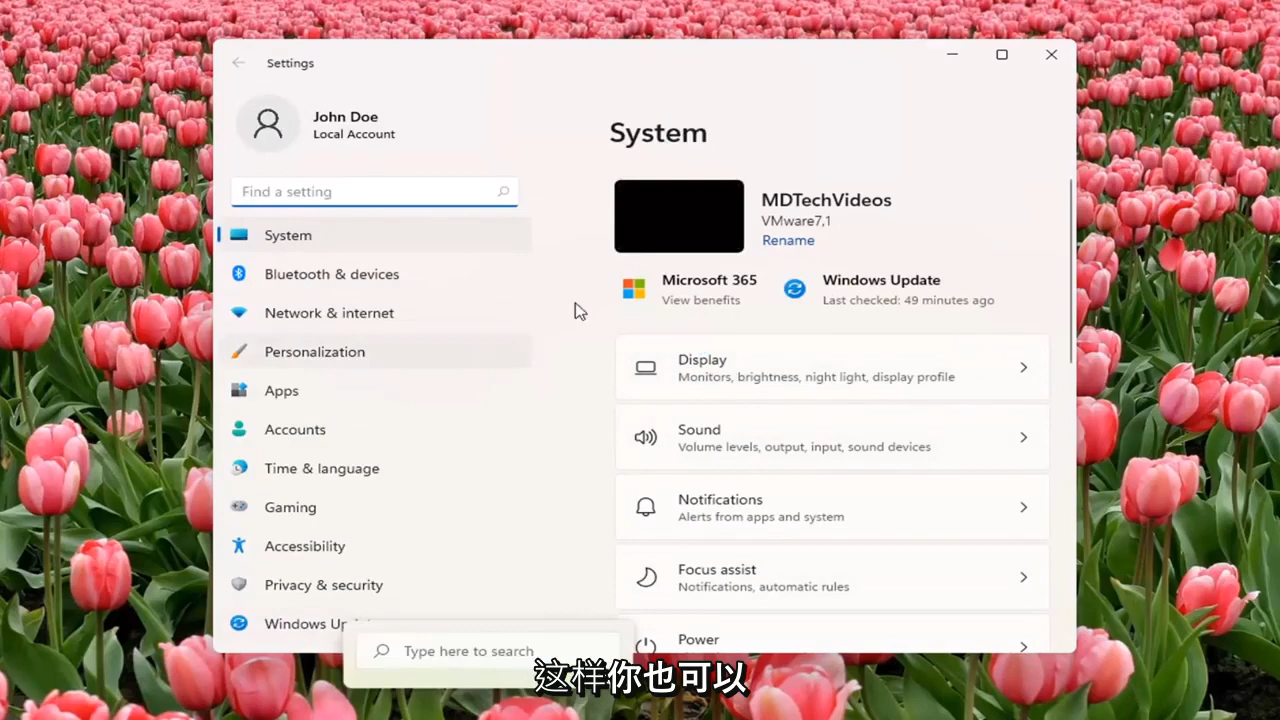 Settings
John Doe
Local Account
Find a setting
System
Bluetooth & devices
Network & internet
Personalization
Apps
Accounts
Time & language
Gaming
Accessibility
Privacy & security
Windows
System
MDTechVideos
VMware7,1
Rename
Microsoft 365
View benefits
Windows Update
Last checked: 49 minutes ago
Display
Monitors, brightness, night light, display profile
Sound
Volume levels, output, input, sound devices
Notifications
Alerts from apps and system
Focus assist
Notifications, automatic rules
Power
Type here to search
这样你也可以